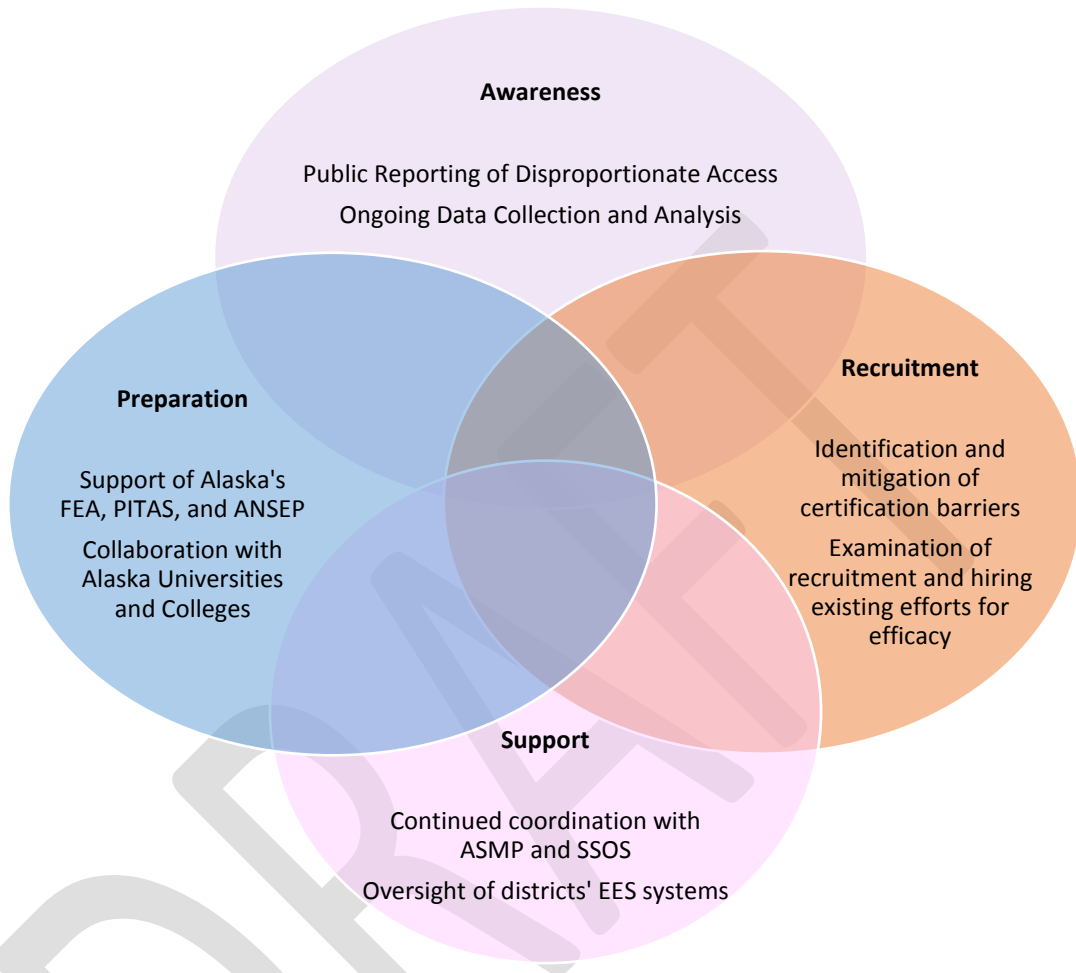 Awareness
Public Reporting of Disproportionate Access
Ongoing Data Collection and Analysis
Preparation
Support of Alaska's
FEA, PITAS, and ANSEP
Collaboration with
Alaska Universities
and Colleges
Recruitment
Identification and
mitigation of
certification barriers
Examination of
recruitment and hiring
existing efforts for
efficacy
Support
Continued coordination with
ASMP and SSOS
Oversight of districts' EES systems
DRAFT